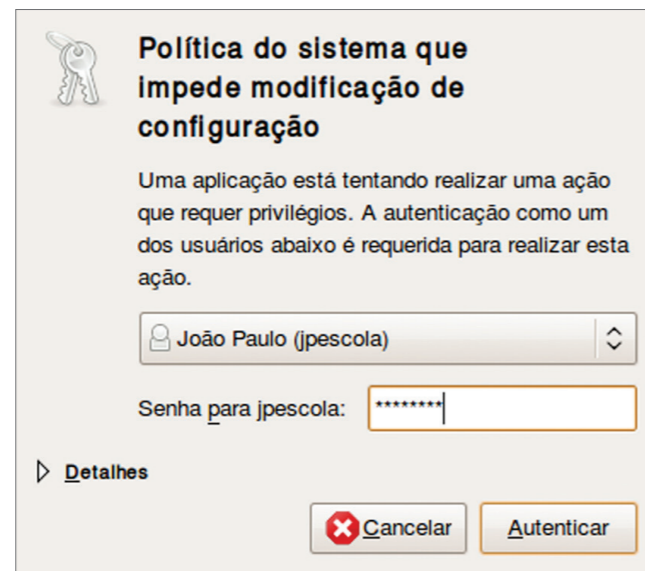 Política do sistema que
impede modificação de
configuração
Uma aplicação está tentando realizar uma ação
que requer privilégios. A autenticação como um
dos usuários abaixo é requerida para realizar esta
ação.
João Paulo (jpescola)
Senha para jpescola: ********
Detalhes
Cancelar Autenticar